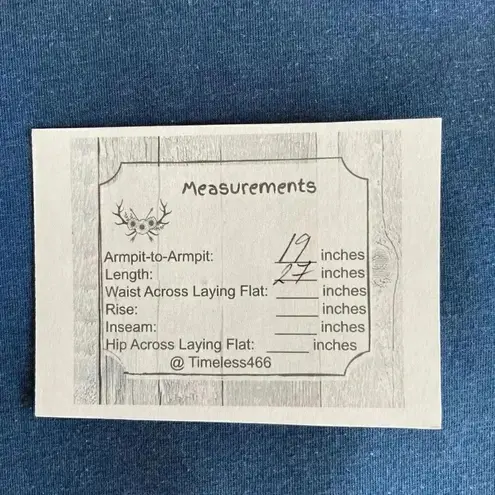 Measurements
Armpit-to-Armpit: 19 inches
Length: 27 inches
Waist Across Laying Flat: ______ inches
Rise: ______ inches
Inseam: ______ inches
Hip Across Laying Flat: ______ inches
@ Timeless466